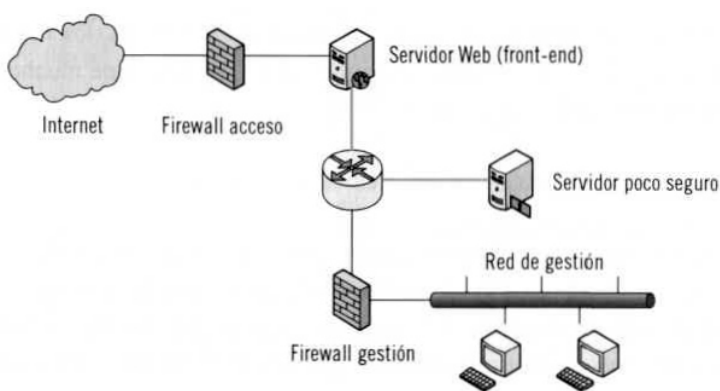 Servidor Web (front-end)
Internet
Firewall acceso
Servidor poco seguro
Red de gestión
Firewall gestión